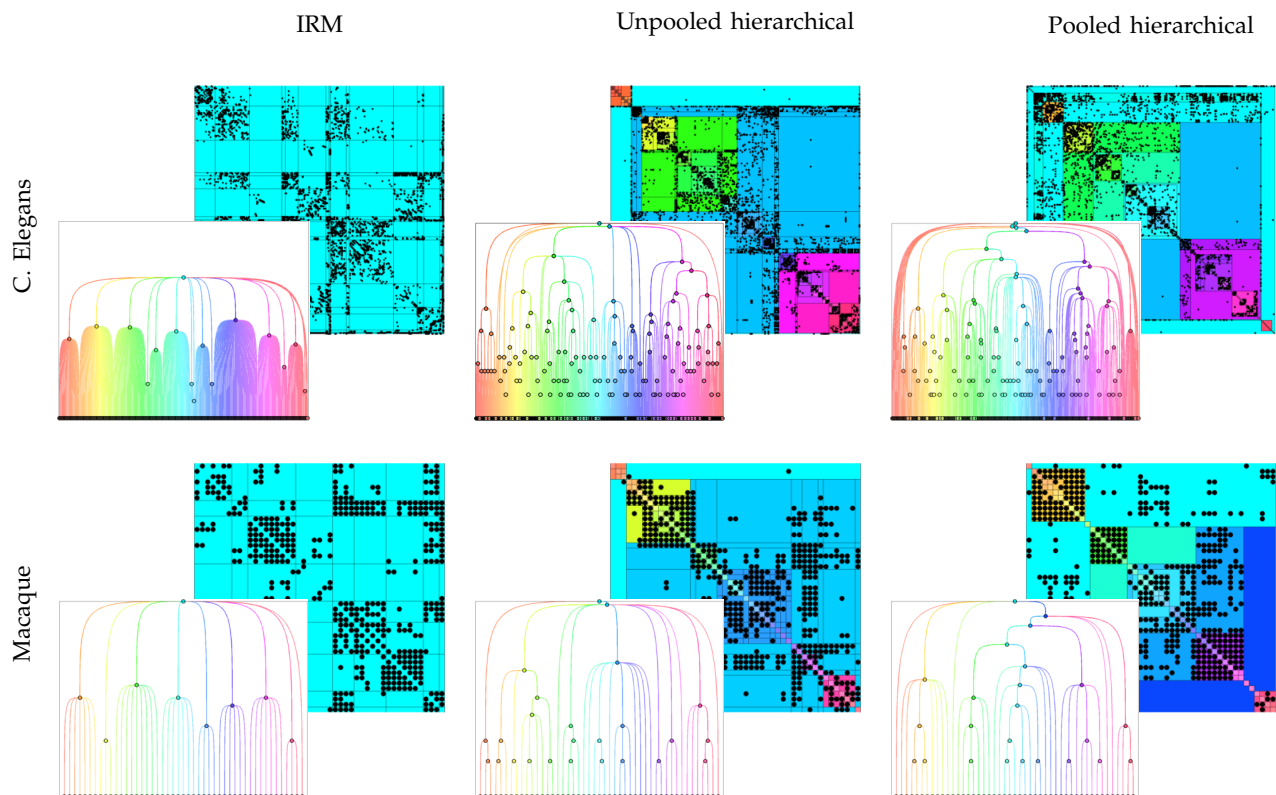 IRM
Unpooled hierarchical
Pooled hierarchical
C. Elegans
Macaque